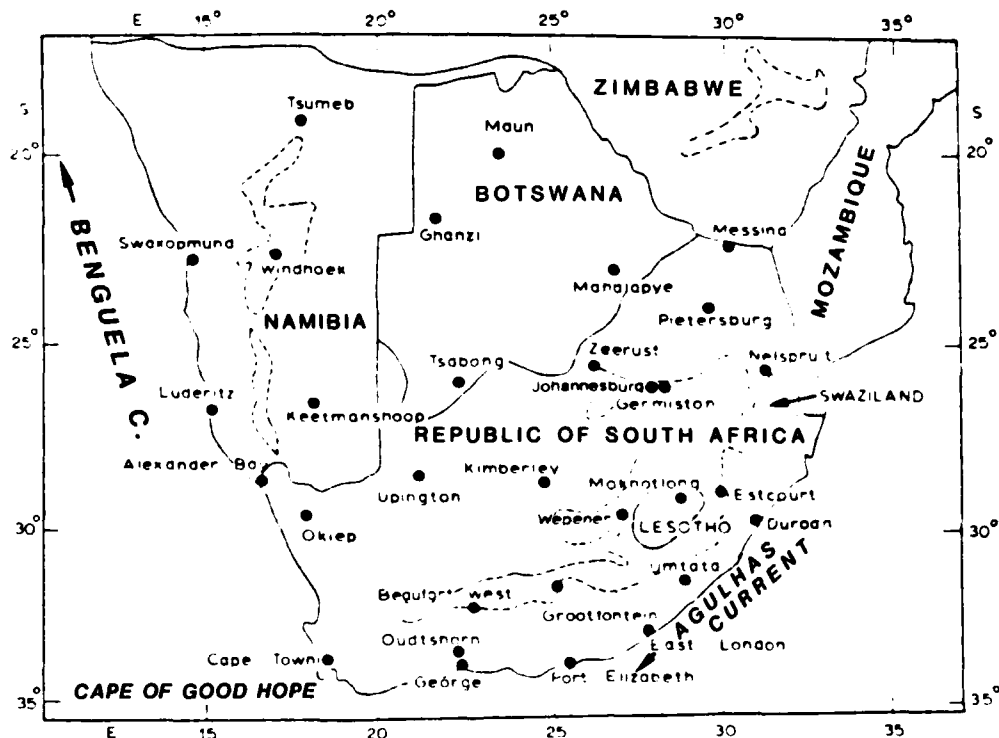 E 15° 20° 25° 30° 35°
S
S
20°
20°
25°
25°
30°
30°
35°
35°
E 15 20 25 30 35
ZIMBABWE
Tsumeb
Maun
BOTSWANA
MOZAMBIQUE
BENGUELA C.
Swakopmund
Windhoek
Ghanzi
Messina
Mahalapye
NAMIBIA
Pietersburg
Tsabong
Zeerust
Nelspruit
Luderitz
Keetmanshoop
Johannesburg
Germiston
SWAZILAND
REPUBLIC OF SOUTH AFRICA
Alexander Bay
Upington
Kimberley
Mokhotlong
Estcourt
Okiep
Wepener
LESOTHO
Durban
Umtata
AGULHAS
CURRENT
Beaufort West
Grootfontein
Oudtshorn
East London
Cape Town
George
Port Elizabeth
CAPE OF GOOD HOPE